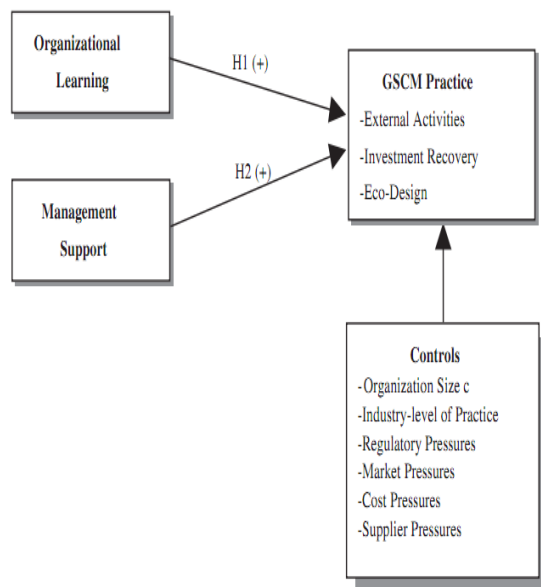 Organizational
Learning
H1 (+)
GSCM Practice
-External Activities
-Investment Recovery
-Eco-Design
Management
Support
H2 (+)
Controls
-Organization Size c
-Industry-level of Practice
-Regulatory Pressures
-Market Pressures
-Cost Pressures
-Supplier Pressures